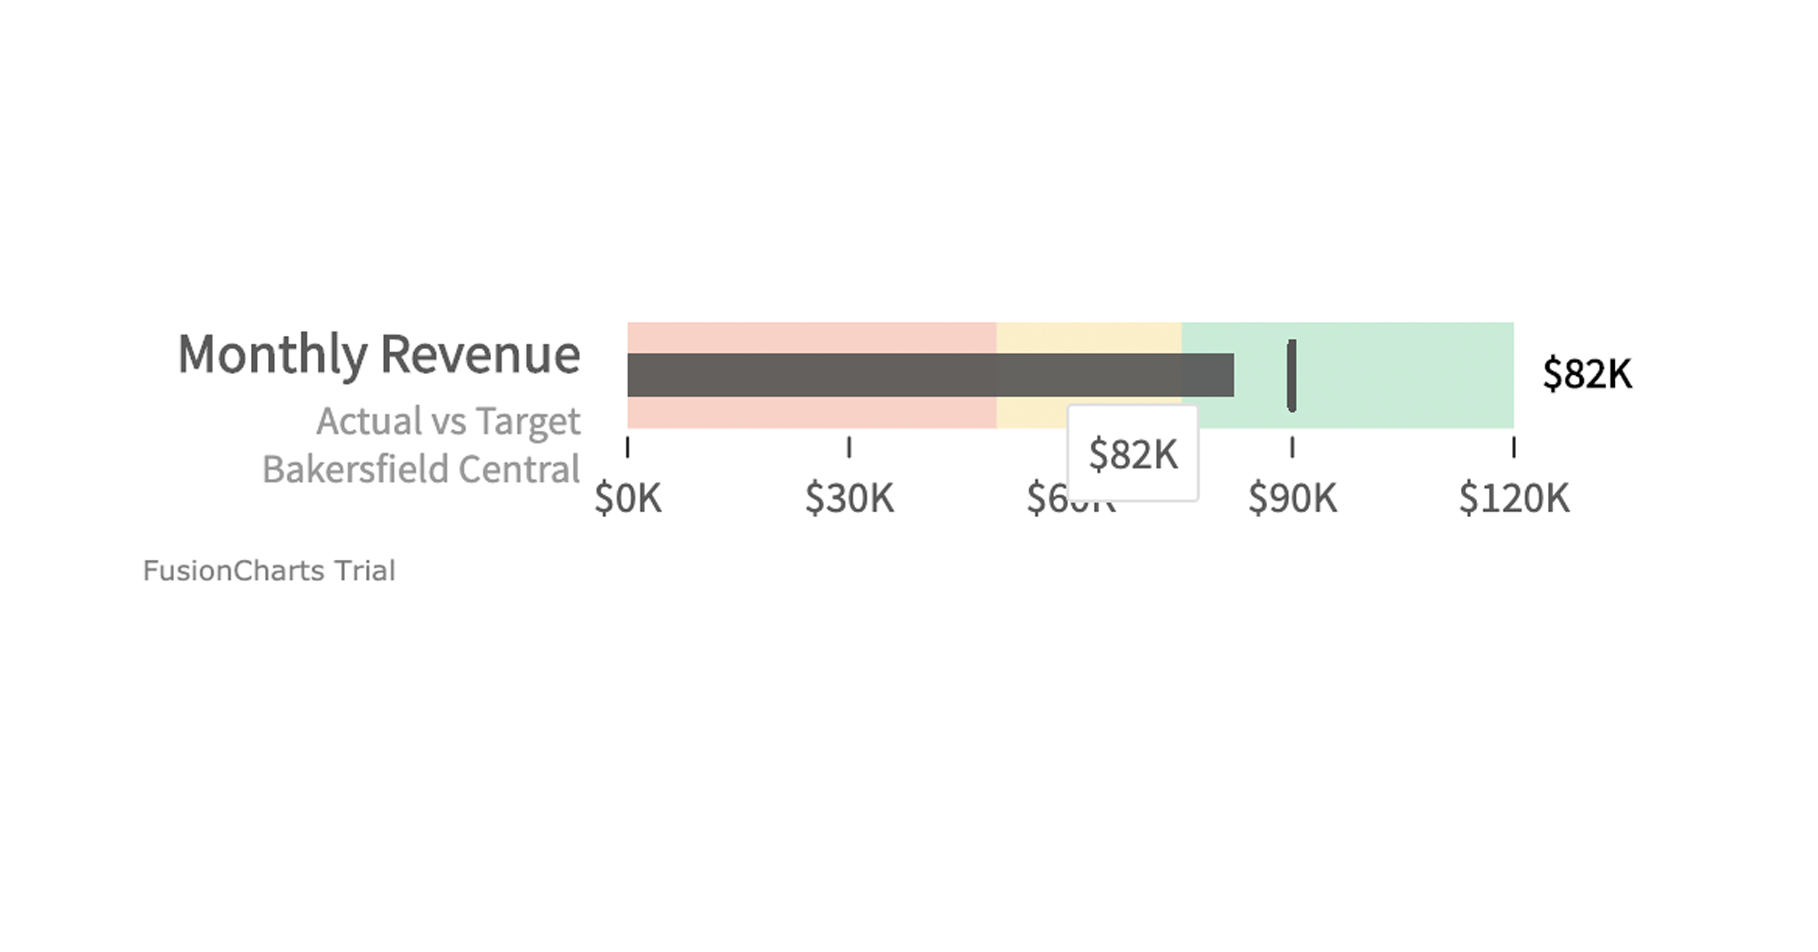 Monthly Revenue
Actual vs Target
Bakersfield Central
$82K
$82K
$0K $30K $90K $120K
FusionCharts Trial